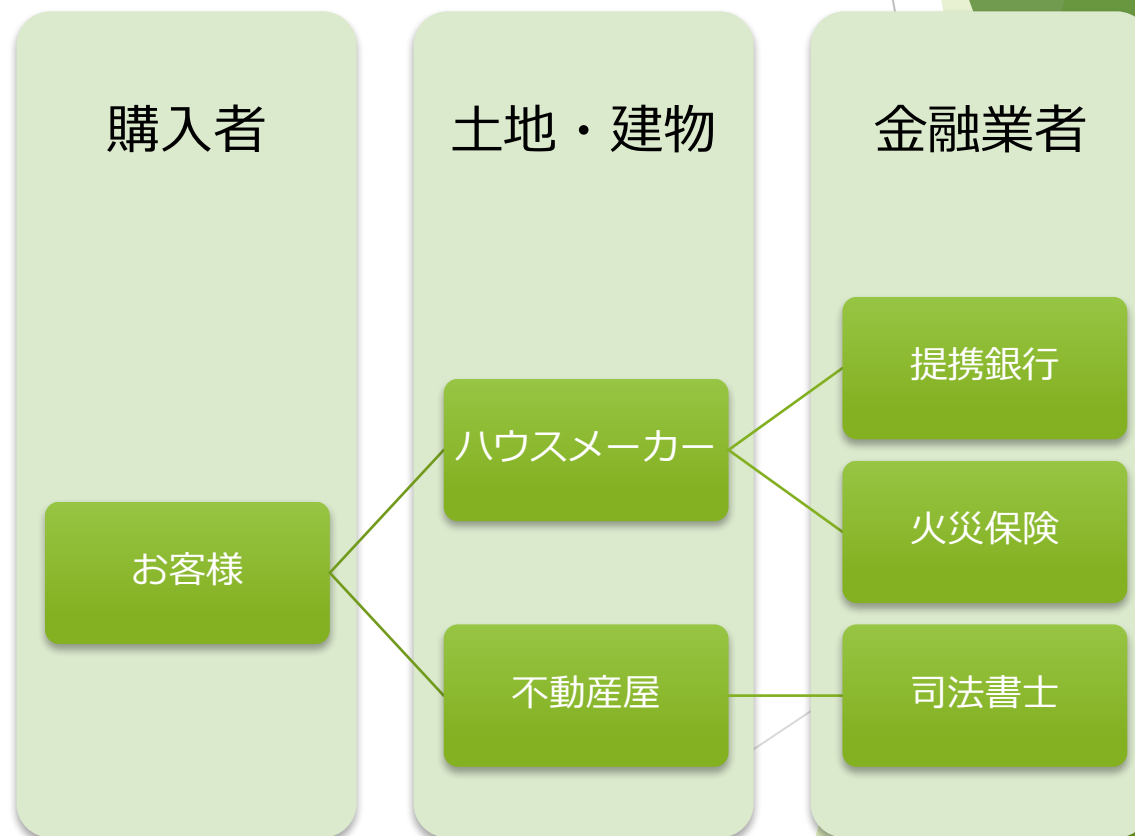 購入者
土地・建物
金融業者
お客様
ハウスメーカー
不動産屋
提携銀行
火災保険
司法書士